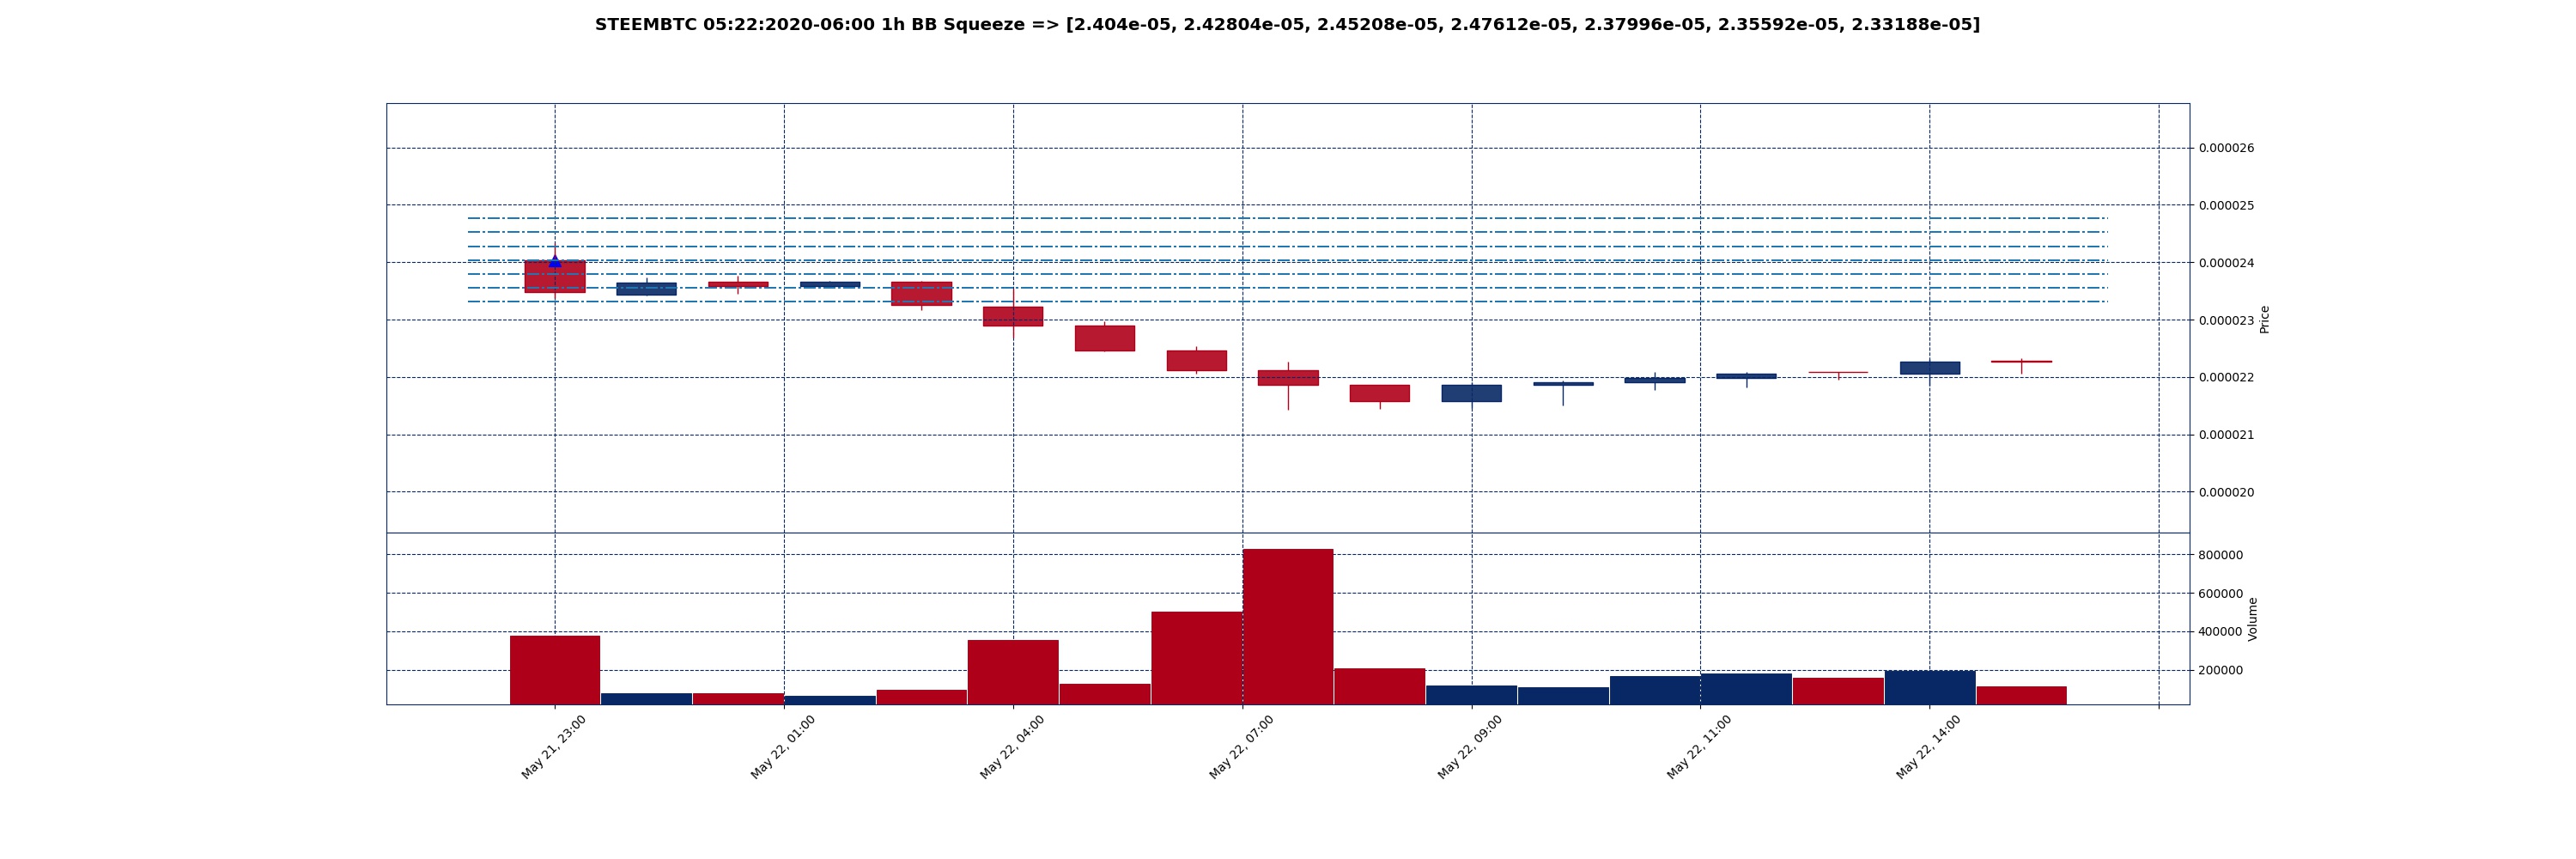 STEEMBTC 05:22:2020-06:00 1h BB Squeeze => [2.404e-05, 2.42804e-05, 2.45208e-05, 2.47612e-05, 2.37996e-05, 2.35592e-05, 2.33188e-05]
0.000026
0.000025
0.000024
0.000023
0.000022
0.000021
0.000020
Price
800000
600000
400000
200000
Volume
May 21, 23:00
May 22, 01:00
May 22, 04:00
May 22, 07:00
May 22, 09:00
May 22, 11:00
May 22, 14:00